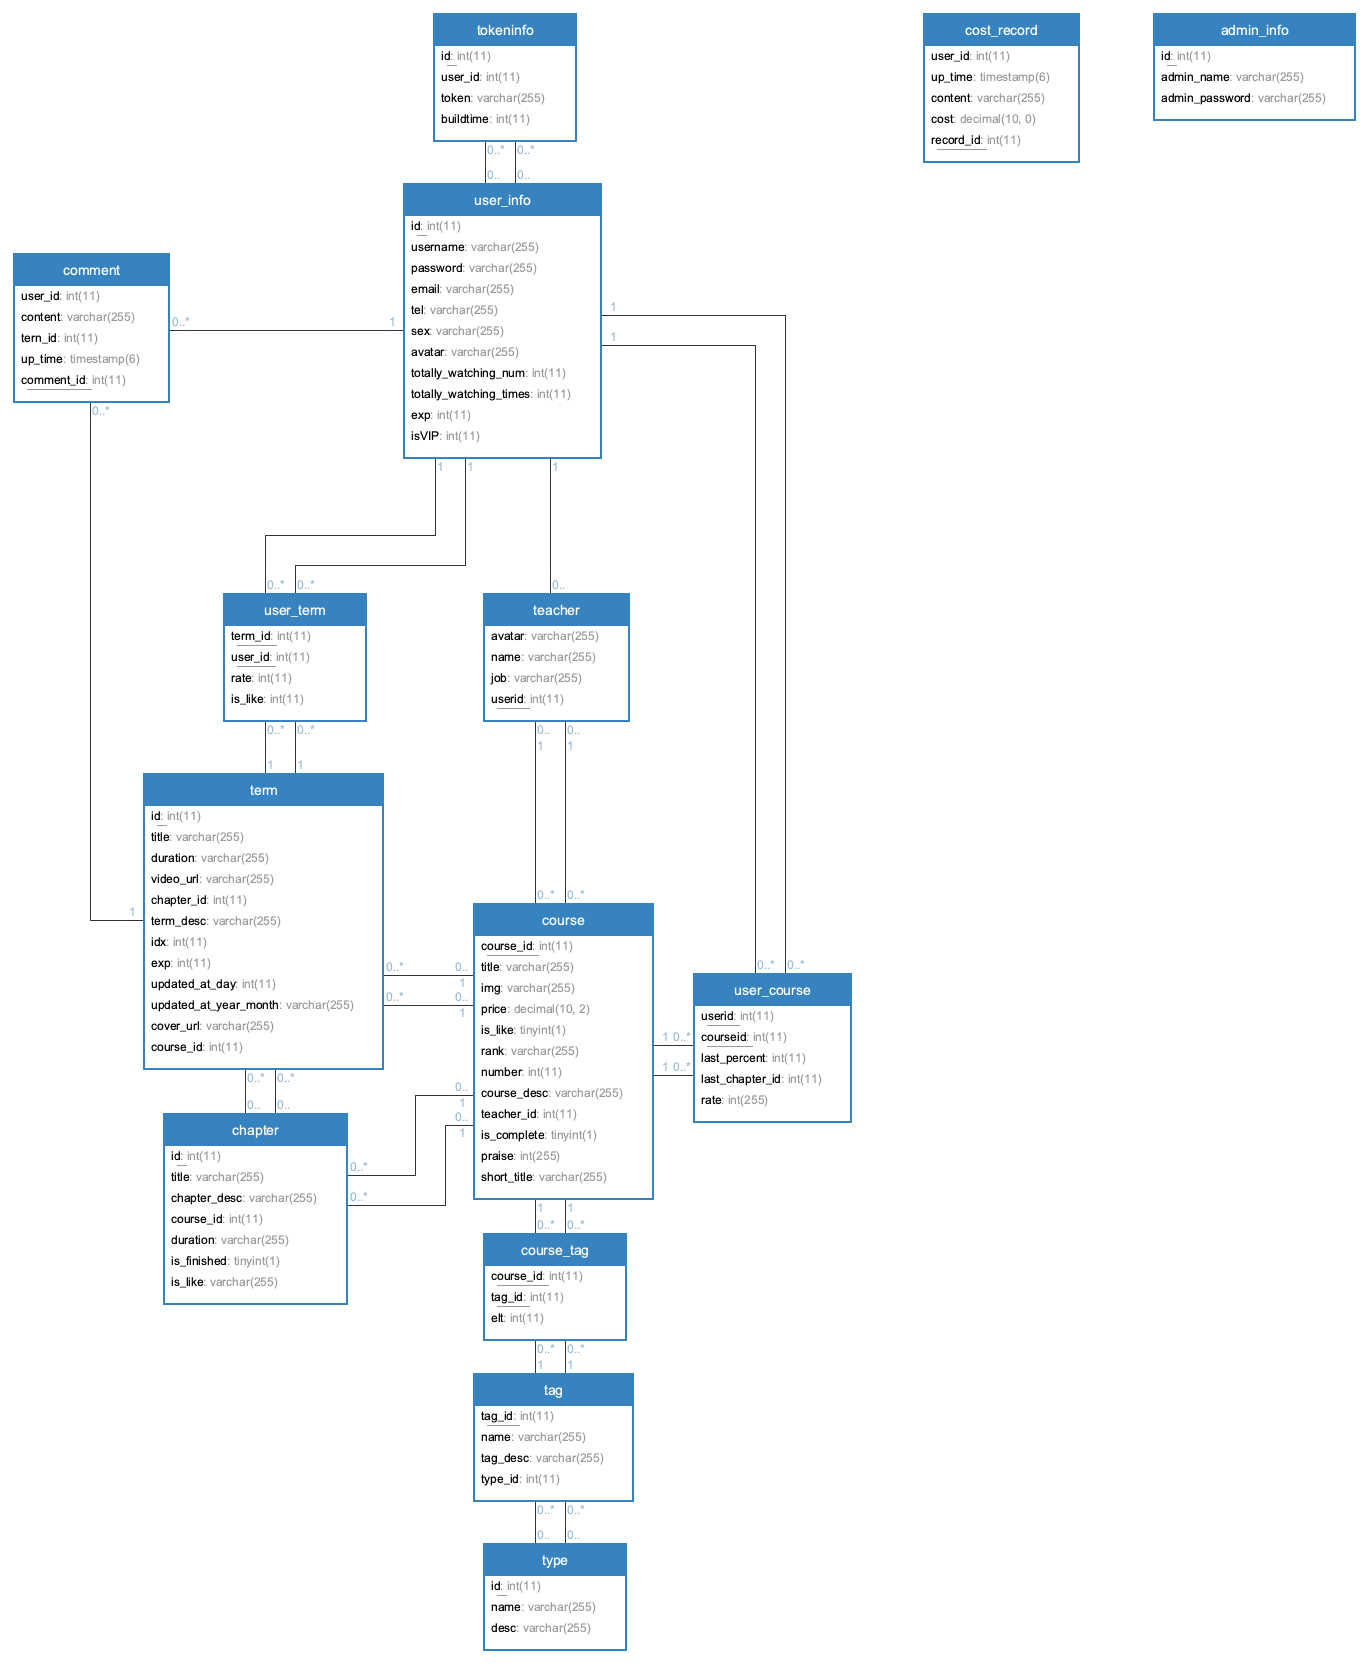 tokeninfo
id: int(11)
user_id: int(11)
token: varchar(255)
buildtime: int(11)
0..* 0..*
0.. 0..
cost_record
user_id: int(11)
up_time: timestamp(6)
content: varchar(255)
cost: decimal(10, 0)
record_id: int(11)
admin_info
id: int(11)
admin_name: varchar(255)
admin_password: varchar(255)
user_info
id: int(11)
username: varchar(255)
password: varchar(255)
email: varchar(255)
tel: varchar(255)
sex: varchar(255)
avatar: varchar(255)
totally_watching_num: int(11)
totally_watching_times: int(11)
exp: int(11)
isVIP: int(11)
comment
user_id: int(11)
content: varchar(255)
tern_id: int(11)
up_time: timestamp(6)
comment_id: int(11)
0..* 1
1
1
0..*
1 1 1
0..* 0..* 0..
user_term
term_id: int(11)
user_id: int(11)
rate: int(11)
is_like: int(11)
teacher
avatar: varchar(255)
name: varchar(255)
job: varchar(255)
userid: int(11)
0..* 0..*
1 1
0.. 0..
1 1
0..* 0..*
term
id: int(11)
title: varchar(255)
duration: varchar(255)
video_url: varchar(255)
chapter_id: int(11)
term_desc: varchar(255)
idx: int(11)
exp: int(11)
updated_at_day: int(11)
updated_at_year_month: varchar(255)
cover_url: varchar(255)
course_id: int(11)
1
0..* 0..
1
0..* 0..
1
course
course_id: int(11)
title: varchar(255)
img: varchar(255)
price: decimal(10, 2)
is_like: tinyint(1)
rank: varchar(255)
number: int(11)
course_desc: varchar(255)
teacher_id: int(11)
is_complete: tinyint(1)
praise: int(255)
short_title: varchar(255)
0..* 0..*
user_course
userid: int(11)
courseid: int(11)
last_percent: int(11)
last_chapter_id: int(11)
rate: int(255)
1 0..*
1 0..*
0..* 0..*
0.. 0..
chapter
id: int(11)
title: varchar(255)
chapter_desc: varchar(255)
course_id: int(11)
duration: varchar(255)
is_finished: tinyint(1)
is_like: varchar(255)
0..
1
0..
1
0..*
0..*
1 1
0..* 0..*
course_tag
course_id: int(11)
tag_id: int(11)
elt: int(11)
0..* 0..*
1 1
tag
tag_id: int(11)
name: varchar(255)
tag_desc: varchar(255)
type_id: int(11)
0..* 0..*
0.. 0..
type
id: int(11)
name: varchar(255)
desc: varchar(255)